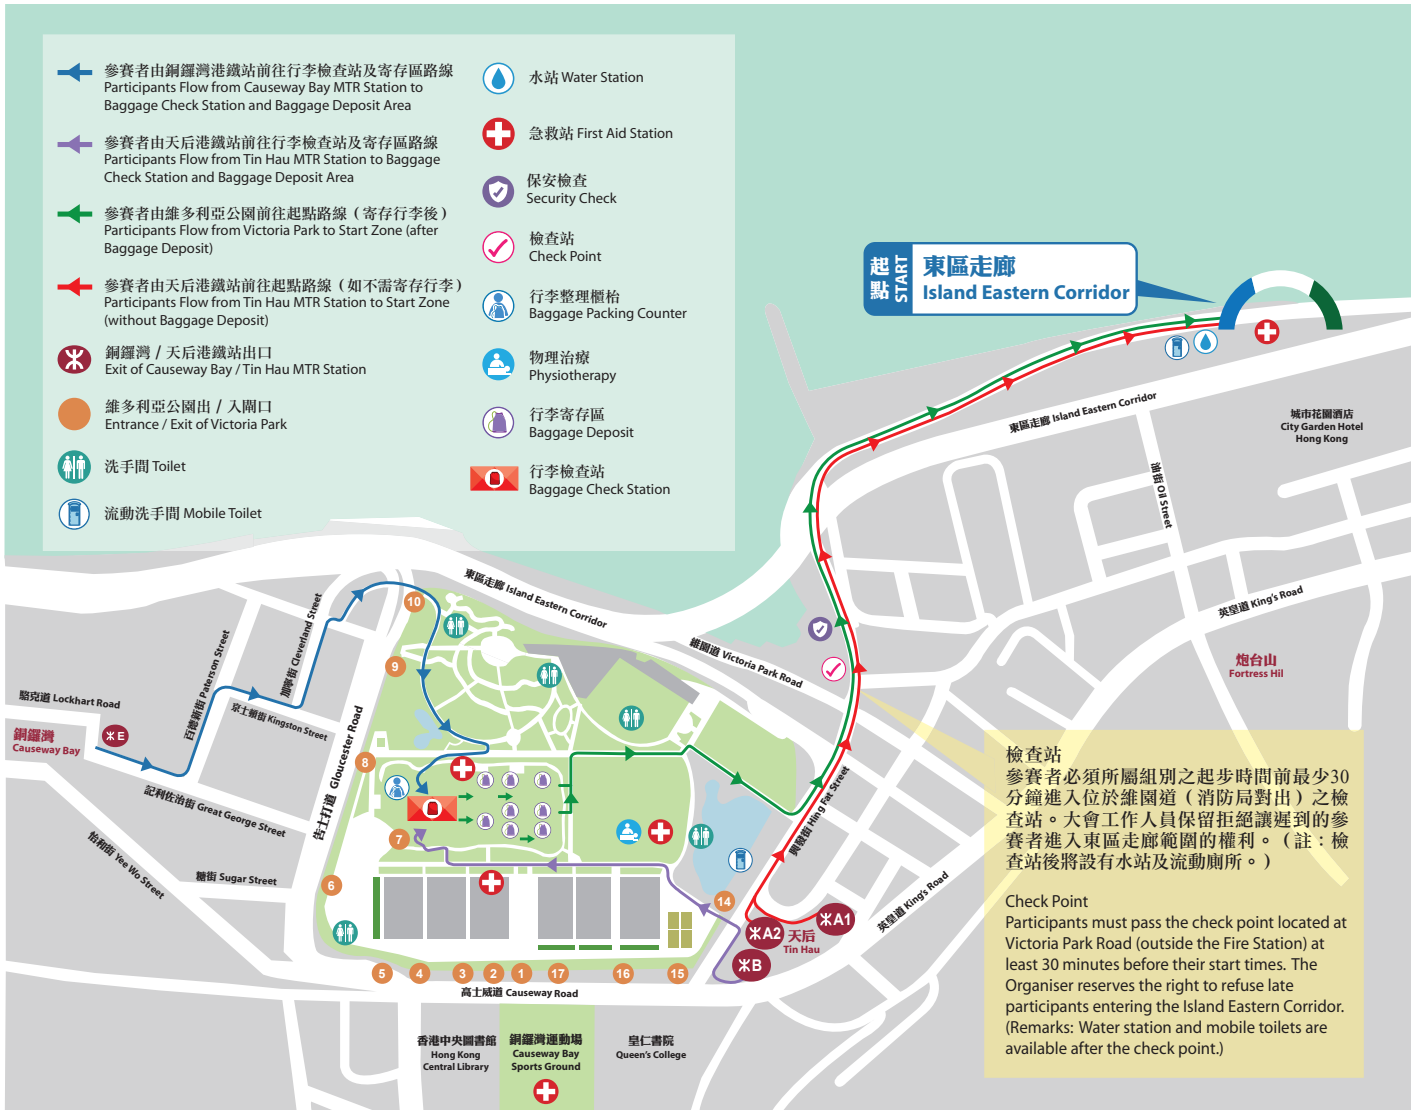 參賽者由銅鑼灣港鐵站前往行李檢查站及寄存區路線
Participants Flow from Causeway Bay MTR Station to
Baggage Check Station and Baggage Deposit Area
參賽者由天后港鐵站前往行李檢查站及寄存區路線
Participants Flow from Tin Hau MTR Station to Baggage
Check Station and Baggage Deposit Area
參賽者由維多利亞公園前往起點路線（寄存行李後）
Participants Flow from Victoria Park to Start Zone (after
Baggage Deposit)
參賽者由天后港鐵站前往起點路線（如不需寄存行李）
Participants Flow from Tin Hau MTR Station to Start Zone
(without Baggage Deposit)
銅鑼灣 / 天后港鐵站出口
Exit of Causeway Bay / Tin Hau MTR Station
維多利亞公園出 / 入閘口
Entrance / Exit of Victoria Park
洗手間 Toilet
流動洗手間 Mobile Toilet
水站 Water Station
急救站 First Aid Station
保安檢查
Security Check
檢查站
Check Point
行李整理櫃枱
Baggage Packing Counter
物理治療
Physiotherapy
行李寄存區
Baggage Deposit
行李檢查站
Baggage Check Station
起點 START
東區走廊
Island Eastern Corridor
東區走廊 Island Eastern Corridor
城市花園酒店
City Garden Hotel
Hong Kong
油街 Oil Street
英皇道 King's Road
炮台山
Fortress Hil
東區走廊 Island Eastern Corridor
維園道 Victoria Park Road
10
9
8
7
6
5
4
3
2
1
17
16
15
14
駱克道 Lockhart Road
銅鑼灣
Causeway Bay
E
百德新街 Paterson Street
加寧街 Cleverland Street
京士頓街 Kingston Street
記利佐治街 Great George Street
告士打道 Gloucester Road
怡和街 Yee Wo Street
糖街 Sugar Street
興發街 Hing Fat Street
英皇道 King's Road
A1
A2
B
天后
Tin Hau
高士威道 Causeway Road
香港中央圖書館
Hong Kong
Central Library
銅鑼灣運動場
Causeway Bay
Sports Ground
皇仁書院
Queen's College
檢查站
參賽者必須所屬組別之起步時間前最少30
分鐘進入位於維園道（消防局對出）之檢
查站。大會工作人員保留拒絕讓遲到的參
賽者進入東區走廊範圍的權利。（註：檢
查站後將設有水站及流動廁所。）
Check Point
Participants must pass the check point located at
Victoria Park Road (outside the Fire Station) at
least 30 minutes before their start times. The
Organiser reserves the right to refuse late
participants entering the Island Eastern Corridor.
(Remarks: Water station and mobile toilets are
available after the check point.)